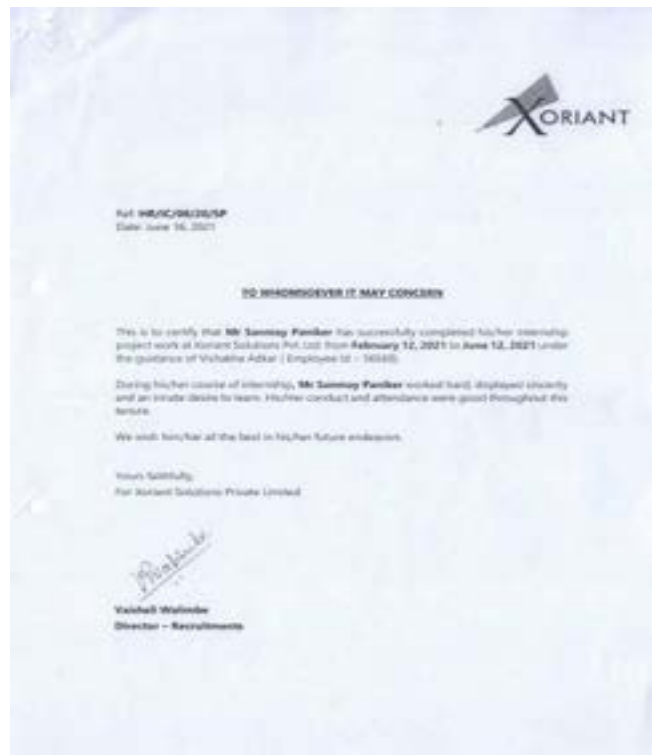 XORIANT
Ref: HR/IC/06/20/SP
Date: June 16, 2021
TO WHOMSOEVER IT MAY CONCERN
This is to certify that Mr Sanmay Paniker has successfully completed his/her internship
project work at Xoriant Solutions Pvt. Ltd. from February 12, 2021 to June 12, 2021 under
the guidance of Vishakha Adkar ( Employee Id –
During his/her course of internship, Mr Sanmay Paniker worked hard, displayed sincerity
and an innate desire to learn. His/Her conduct and attendance were good throughout this
tenure.
We wish him/her all the best in his/her future endeavors.
Yours faithfully,
For Xoriant Solutions Private Limited
Vaishali Walimbe
Director – Recruitments